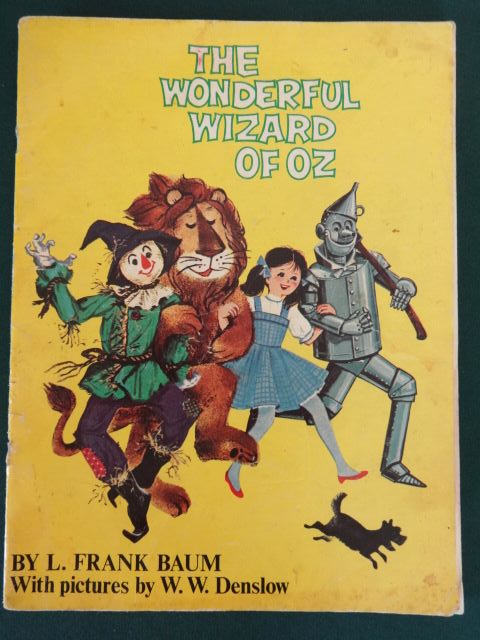 THE
WONDERFUL
WIZARD
OF OZ
BY L. FRANK BAUM
With pictures by W. W. Denslow